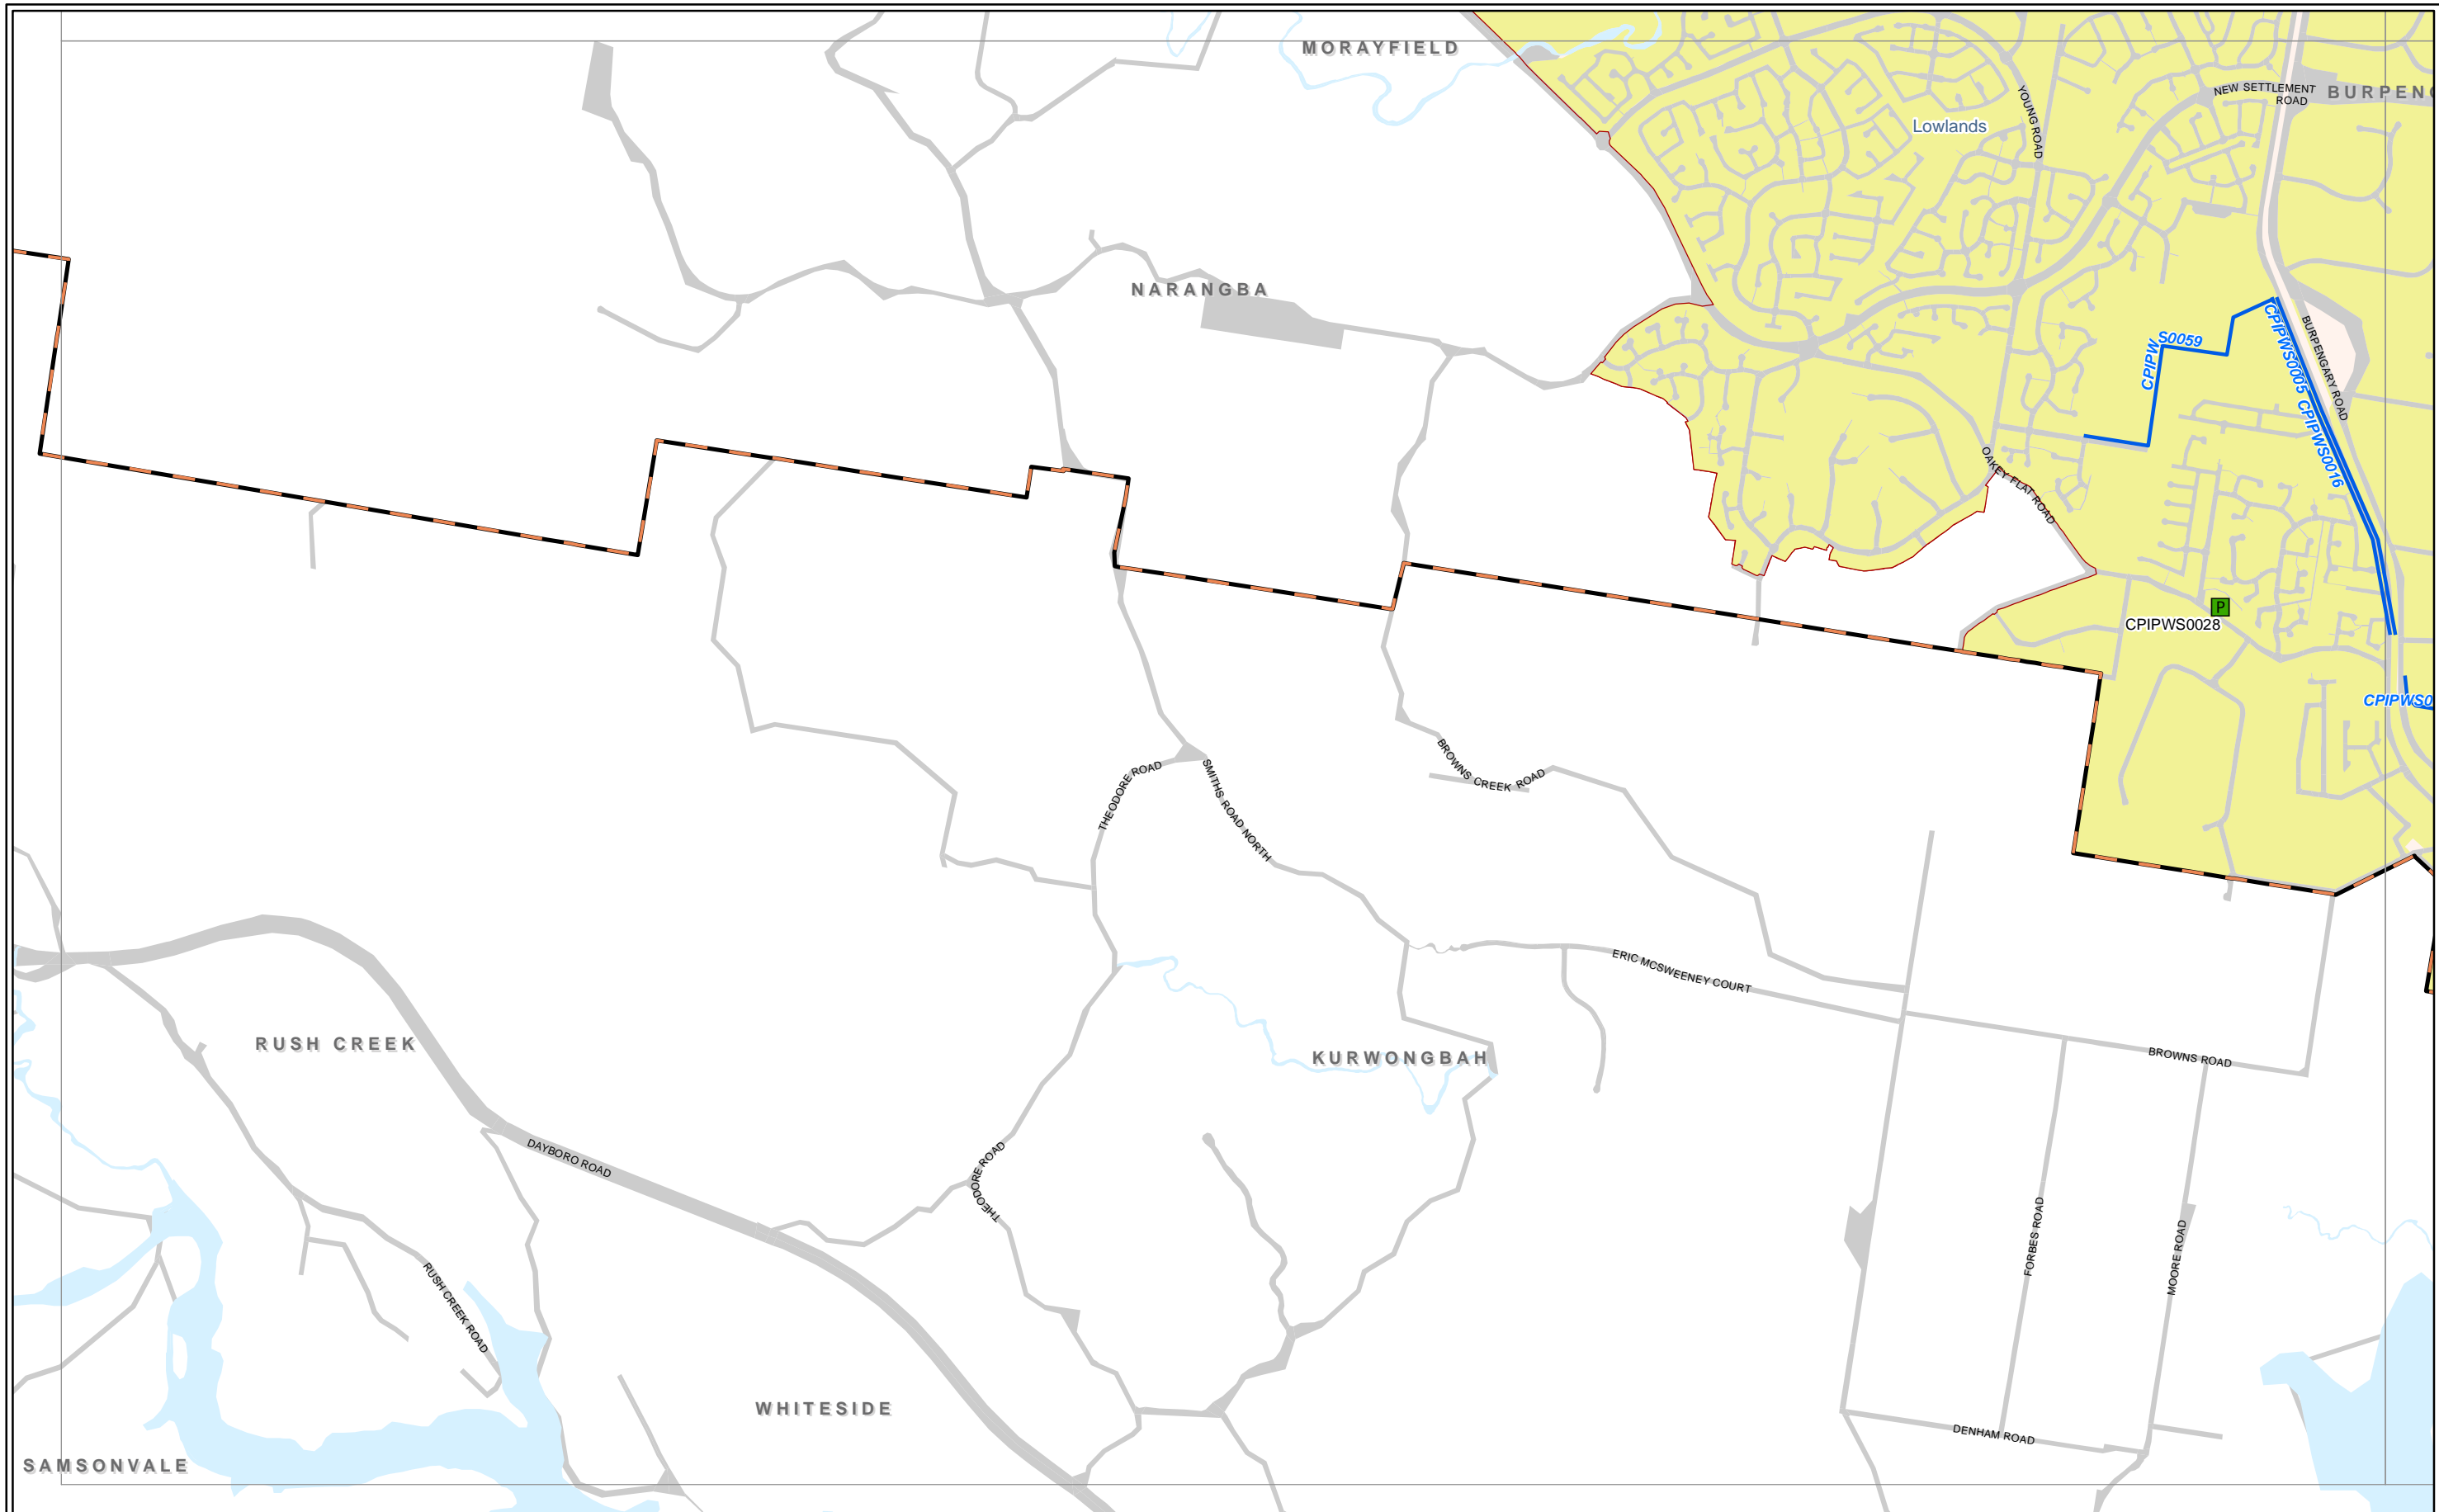 MORAYFIELD
NEW SETTLEMENT
ROAD
BURPENG
YOUNG ROAD
Lowlands
NARANGBA
CPIPWS0059
CPIPWS0005
BURPENGARY ROAD
CPIPWS0016
OAKEY FLAT ROAD
P
CPIPWS0028
CPIPWS0
BROWNS CREEK ROAD
THEODORE ROAD
SMITHS ROAD NORTH
ERIC MCSWEENEY COURT
RUSH CREEK
KURWONGBAH
BROWNS ROAD
DAYBORO ROAD
THEODORE ROAD
FORBES ROAD
MOORE ROAD
RUSH CREEK ROAD
WHITESIDE
DENHAM ROAD
SAMSONVALE